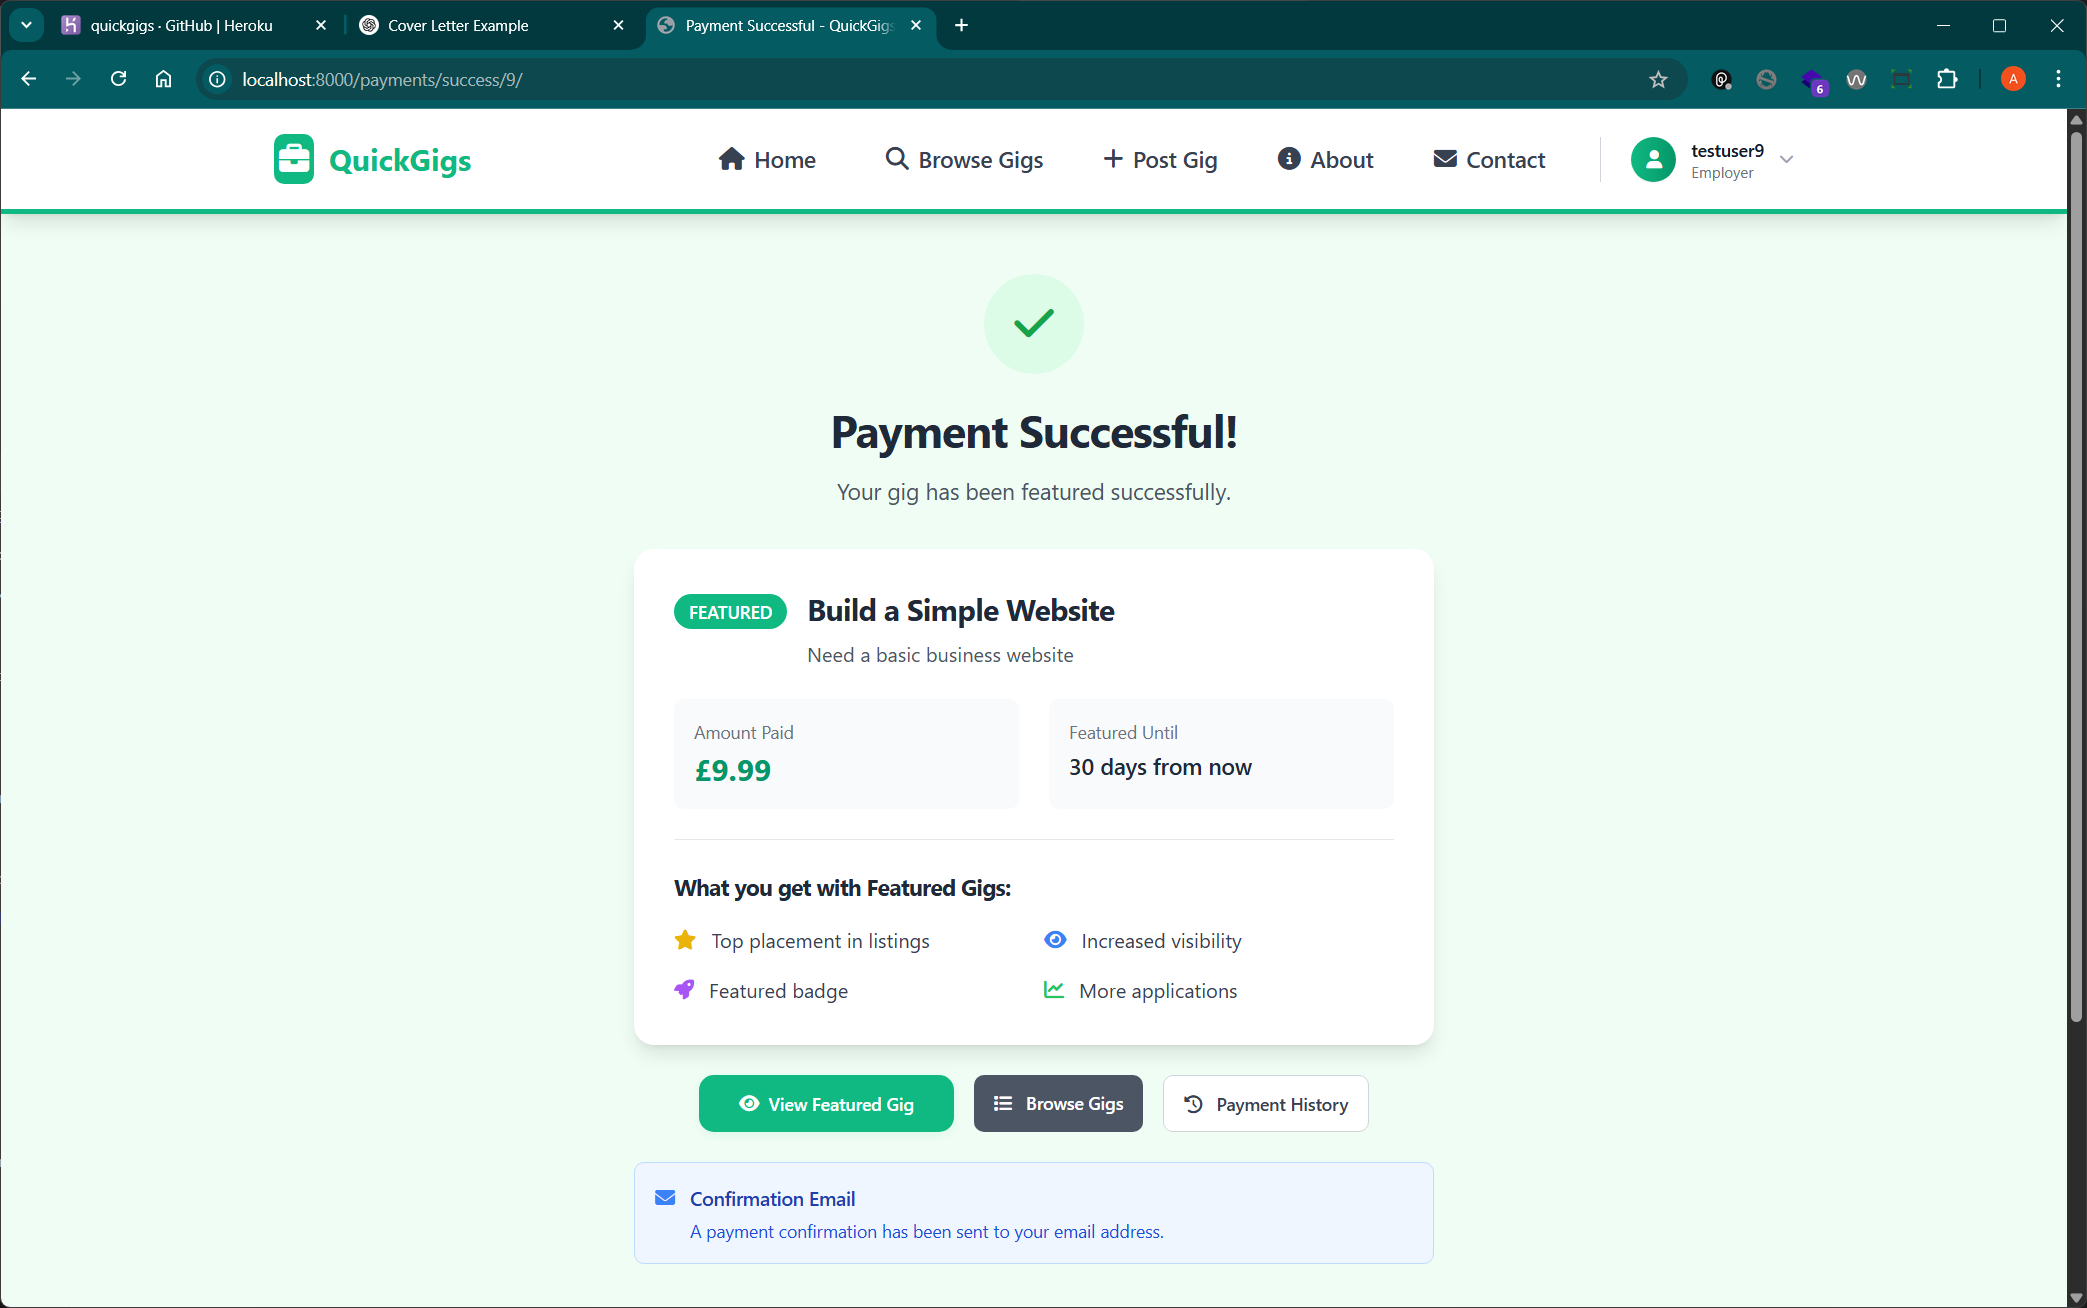 quickgigs · GitHub | Heroku
Cover Letter Example
Payment Successful - QuickGigs
localhost:8000/payments/success/9/
6
A
QuickGigs
Home
Browse Gigs
Post Gig
About
Contact
testuser9
Employer
Payment Successful!
Your gig has been featured successfully.
FEATURED
Build a Simple Website
Need a basic business website
Amount Paid
£9.99
Featured Until
30 days from now
What you get with Featured Gigs:
Top placement in listings
Increased visibility
Featured badge
More applications
View Featured Gig
Browse Gigs
Payment History
Confirmation Email
A payment confirmation has been sent to your email address.